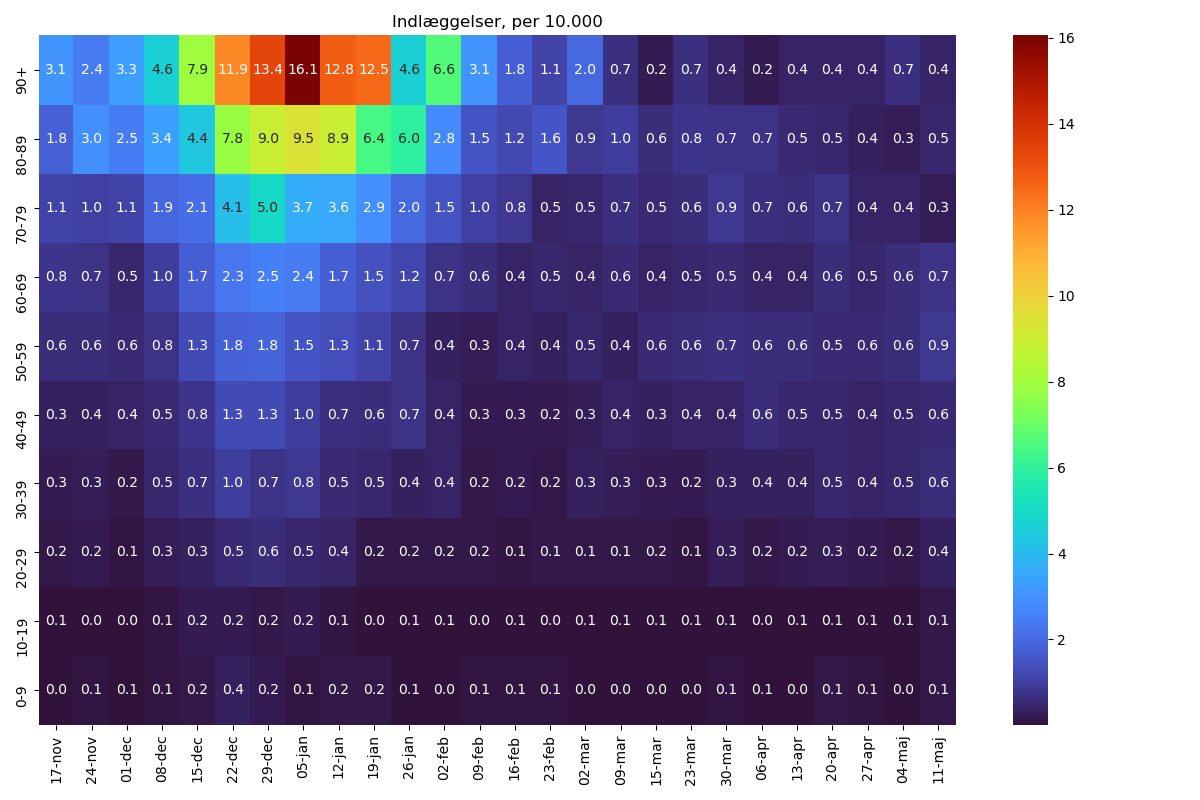 Indlæggelser, per 10.000
90+ 3.1 2.4 3.3 4.6 7.9 11.9 13.4 16.1 12.8 12.5 4.6 6.6 3.1 1.8 1.1 2.0 0.7 0.2 0.7 0.4 0.2 0.4 0.4 0.4 0.7 0.4
80-89 1.8 3.0 2.5 3.4 4.4 7.8 9.0 9.5 8.9 6.4 6.0 2.8 1.5 1.2 1.6 0.9 1.0 0.6 0.8 0.7 0.7 0.5 0.5 0.4 0.3 0.5
70-79 1.1 1.0 1.1 1.9 2.1 4.1 5.0 3.7 3.6 2.9 2.0 1.5 1.0 0.8 0.5 0.5 0.7 0.5 0.6 0.9 0.7 0.6 0.7 0.4 0.4 0.3
60-69 0.8 0.7 0.5 1.0 1.7 2.3 2.5 2.4 1.7 1.5 1.2 0.7 0.6 0.4 0.5 0.4 0.6 0.4 0.5 0.5 0.4 0.4 0.6 0.5 0.6 0.7
50-59 0.6 0.6 0.6 0.8 1.3 1.8 1.8 1.5 1.3 1.1 0.7 0.4 0.3 0.4 0.4 0.5 0.4 0.6 0.6 0.7 0.6 0.6 0.5 0.6 0.6 0.9
40-49 0.3 0.4 0.4 0.5 0.8 1.3 1.3 1.0 0.7 0.6 0.7 0.4 0.3 0.3 0.2 0.3 0.4 0.3 0.4 0.4 0.6 0.5 0.5 0.4 0.5 0.6
30-39 0.3 0.3 0.2 0.5 0.7 1.0 0.7 0.8 0.5 0.5 0.4 0.4 0.2 0.2 0.2 0.3 0.3 0.3 0.2 0.3 0.4 0.4 0.5 0.4 0.5 0.6
20-29 0.2 0.2 0.1 0.3 0.3 0.5 0.6 0.5 0.4 0.2 0.2 0.2 0.2 0.1 0.1 0.1 0.1 0.2 0.1 0.3 0.2 0.2 0.3 0.2 0.2 0.4
10-19 0.1 0.0 0.0 0.1 0.2 0.2 0.2 0.2 0.1 0.0 0.1 0.1 0.0 0.1 0.0 0.1 0.1 0.1 0.1 0.1 0.0 0.1 0.1 0.1 0.1 0.1
0-9 0.0 0.1 0.1 0.1 0.2 0.4 0.2 0.1 0.2 0.2 0.1 0.0 0.1 0.1 0.1 0.0 0.0 0.0 0.0 0.1 0.1 0.0 0.1 0.1 0.0 0.1
17-nov 24-nov 01-dec 08-dec 15-dec 22-dec 29-dec 05-jan 12-jan 19-jan 26-jan 02-feb 09-feb 16-feb 23-feb 02-mar 09-mar 15-mar 23-mar 30-mar 06-apr 13-apr 20-apr 27-apr 04-maj 11-maj
16
14
12
10
8
6
4
2